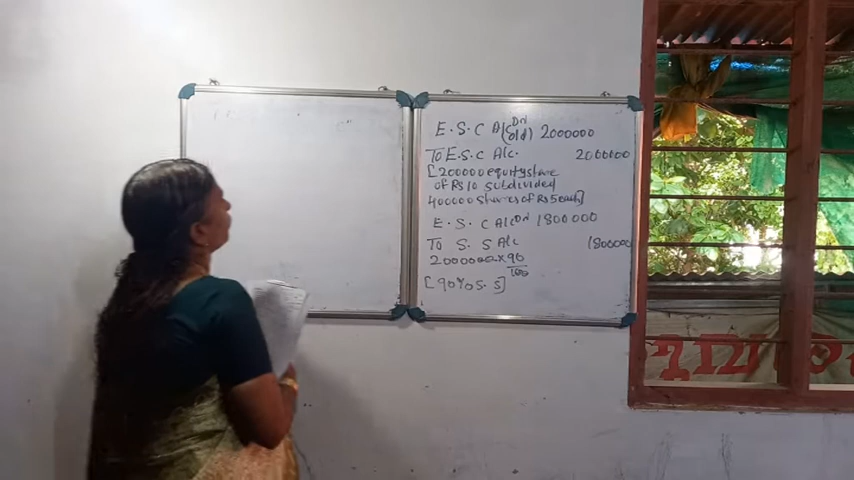 E.S.C A/c (old) Dr 2000000
To E.S.C A/c. 2000000
[200000 equity share
of Rs 10 subdivided
400000 shares of Rs 5 each]
E.S.C A/c Dr 1800000
To S.S A/c 1800000
2000000 x 90/100
[90% S.S]